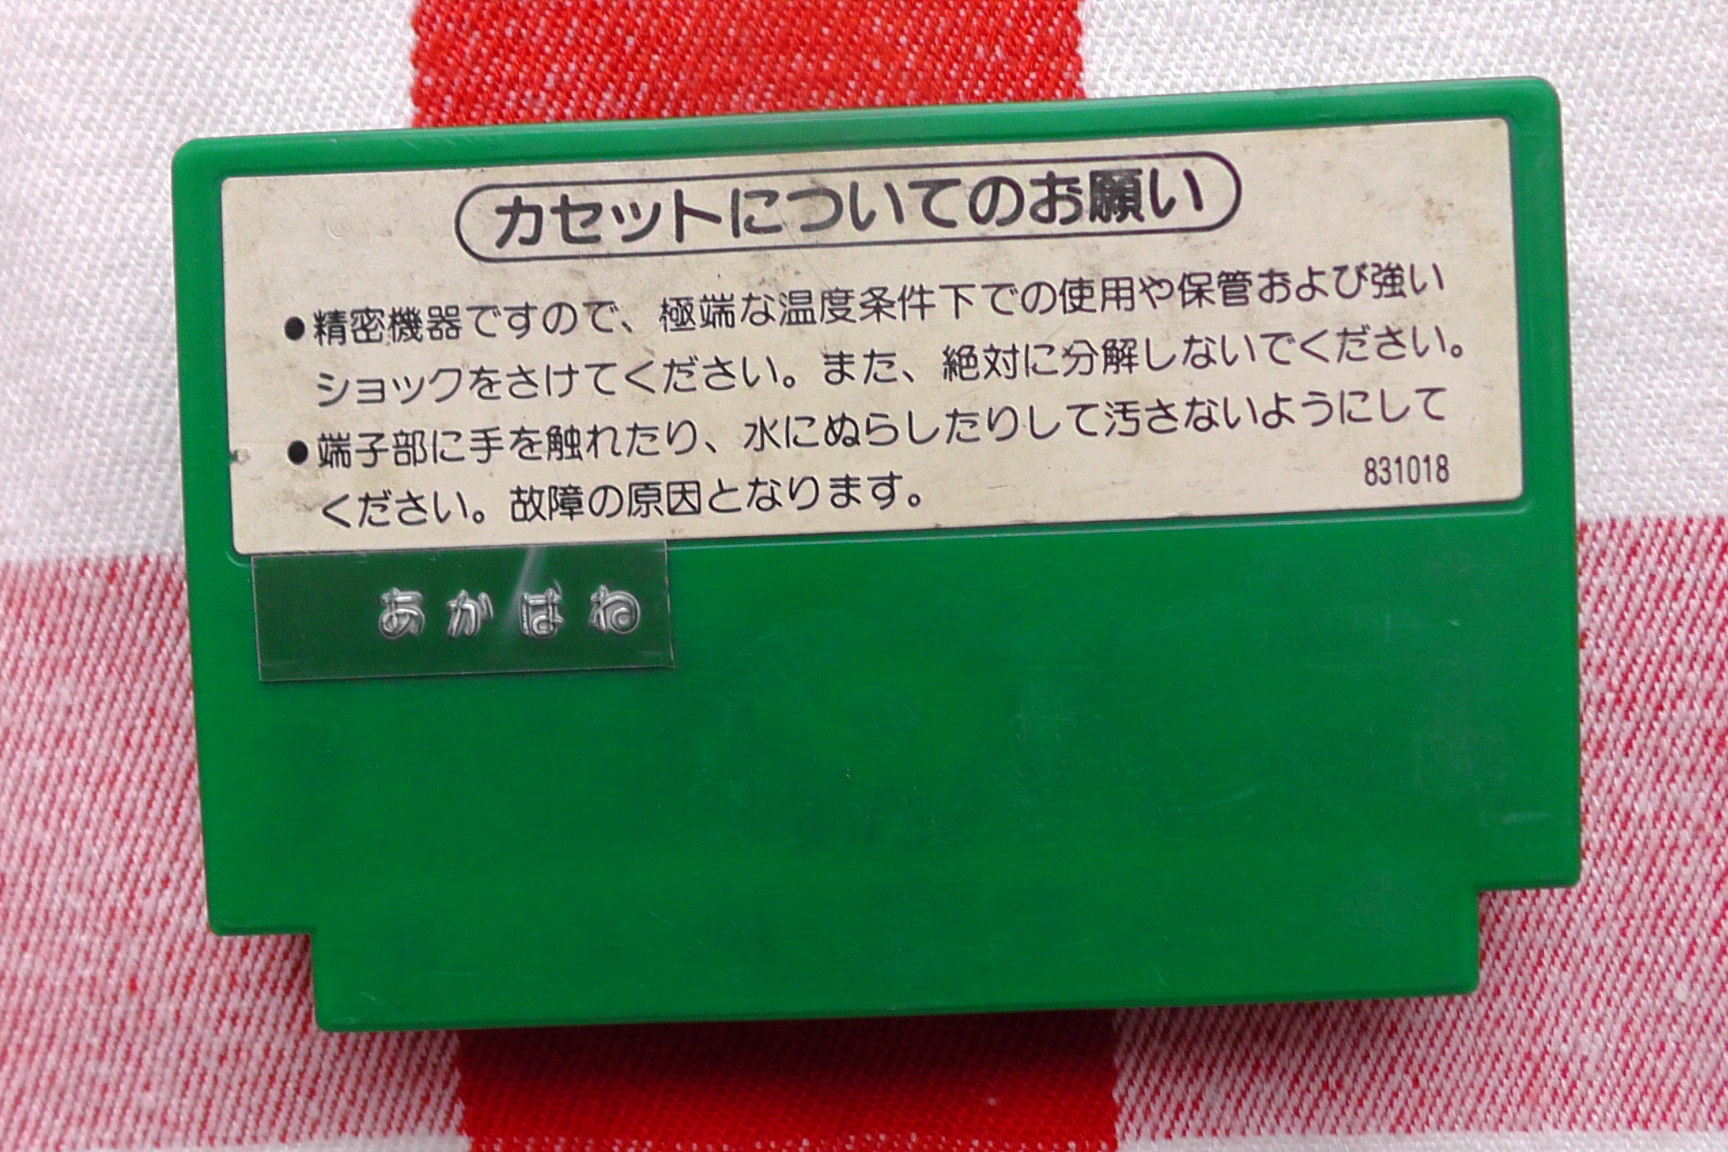 カセットについてのお願い
●精密機器ですので、極端な温度条件下での使用や保管および強い
ショックをさけてください。また、絶対に分解しないでください。
●端子部に手を触れたり、水にぬらしたりして汚さないようにして
ください。故障の原因となります。
831018
あかばね